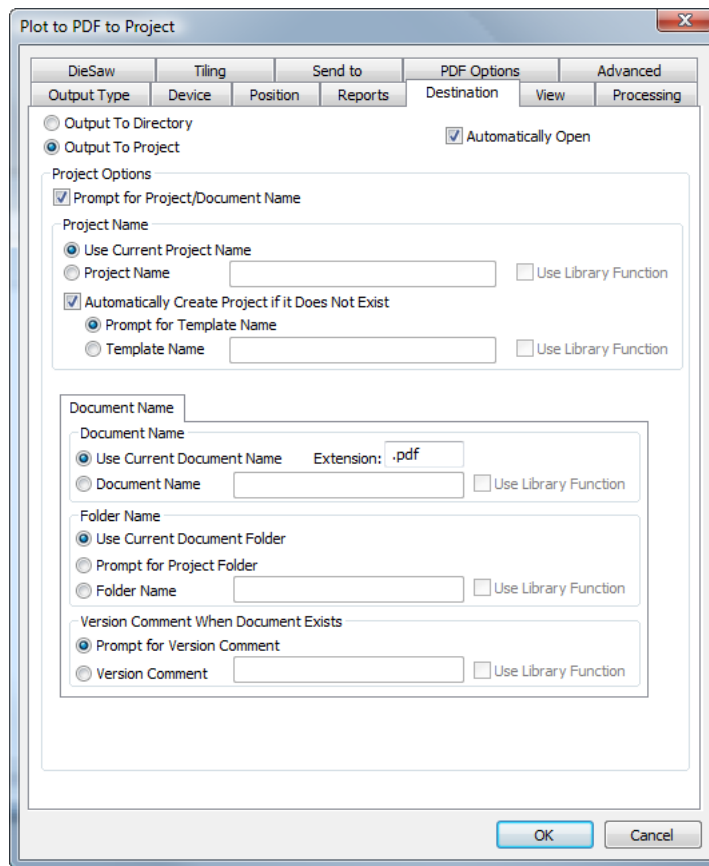 Plot to PDF to Project
DieSaw Tiling Send to PDF Options Advanced
Output Type Device Position Reports Destination View Processing
Output To Directory
Automatically Open
Output To Project
Project Options
Prompt for Project/Document Name
Project Name
Use Current Project Name
Project Name Use Library Function
Automatically Create Project if it Does Not Exist
Prompt for Template Name
Template Name Use Library Function
Document Name
Document Name
Use Current Document Name Extension: .pdf
Document Name Use Library Function
Folder Name
Use Current Document Folder
Prompt for Project Folder
Folder Name Use Library Function
Version Comment When Document Exists
Prompt for Version Comment
Version Comment Use Library Function
OK Cancel